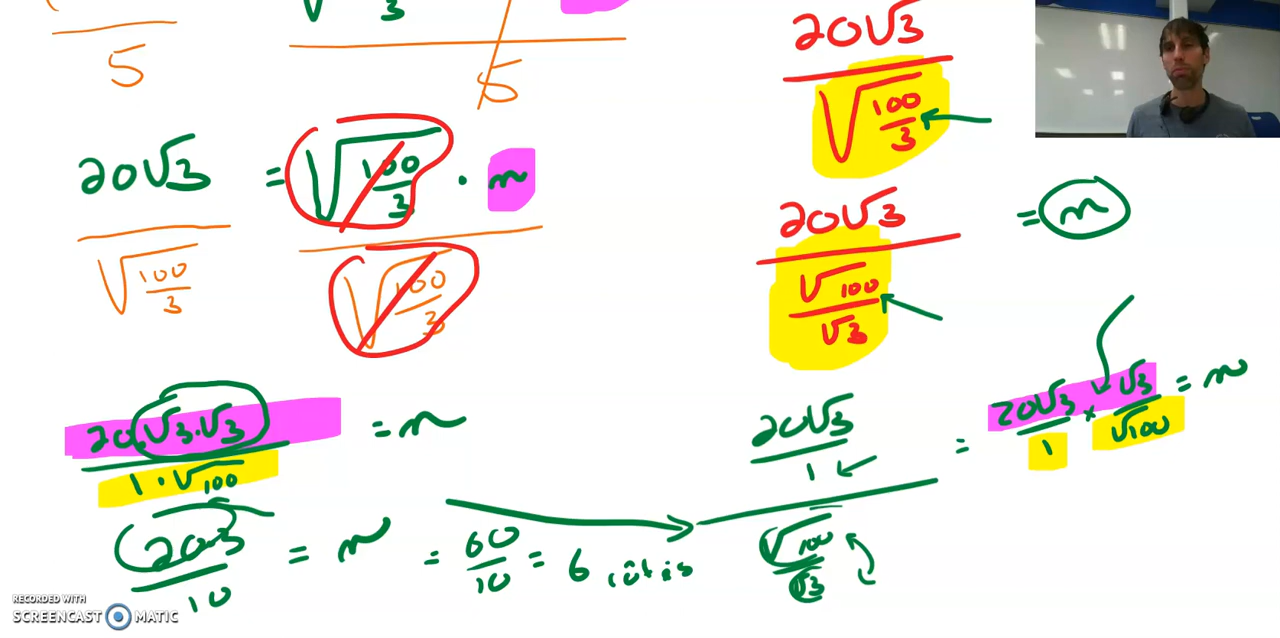 5
√3
5
20√3 = √(100/3) · n
√(100/3) √(100/3)
20·√3·√3 / 1·√100 = n
20·3 / 10 = n = 60/10 = 6
20√3 / √(100/3)
20√3 / (√100/√3) = n
(20√3/1) / (√100/√3) = 20√3/1 × √3/√100 = n
RECORDED WITH
SCREENCAST MATIC